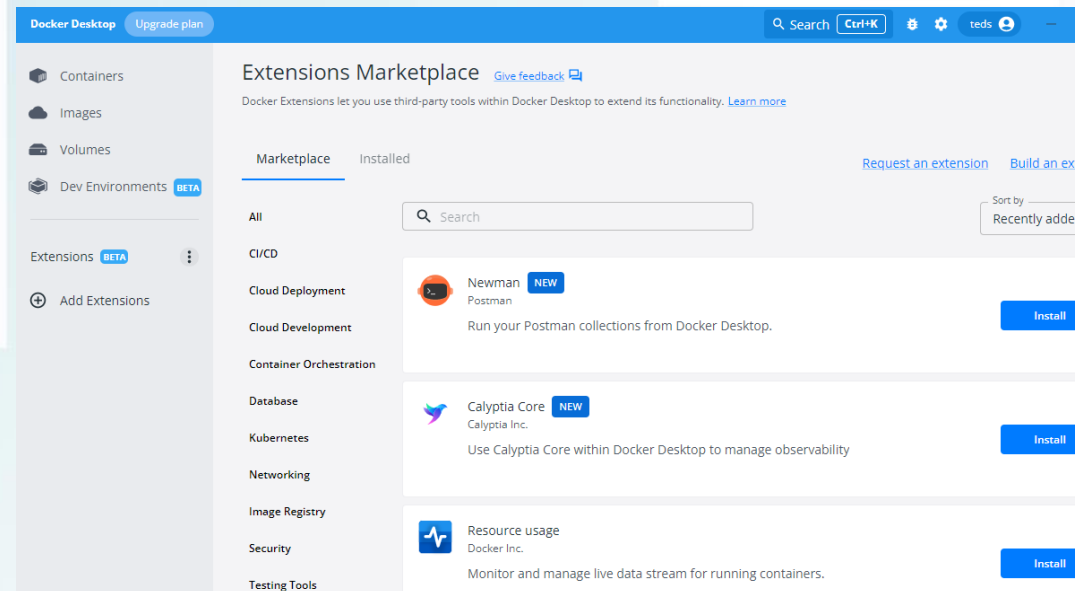 Docker Desktop Upgrade plan Search Ctrl+K teds
Containers
Images
Volumes
Dev Environments BETA
Extensions BETA
Add Extensions
Extensions Marketplace Give feedback
Docker Extensions let you use third-party tools within Docker Desktop to extend its functionality. Learn more
Marketplace Installed
Request an extension Build an ex
All
CI/CD
Cloud Deployment
Cloud Development
Container Orchestration
Database
Kubernetes
Networking
Image Registry
Security
Testing Tools
Search
Sort by
Recently adde
Newman NEW
Postman
Run your Postman collections from Docker Desktop.
Install
Calyptia Core NEW
Calyptia Inc.
Use Calyptia Core within Docker Desktop to manage observability
Install
Resource usage
Docker Inc.
Monitor and manage live data stream for running containers.
Install